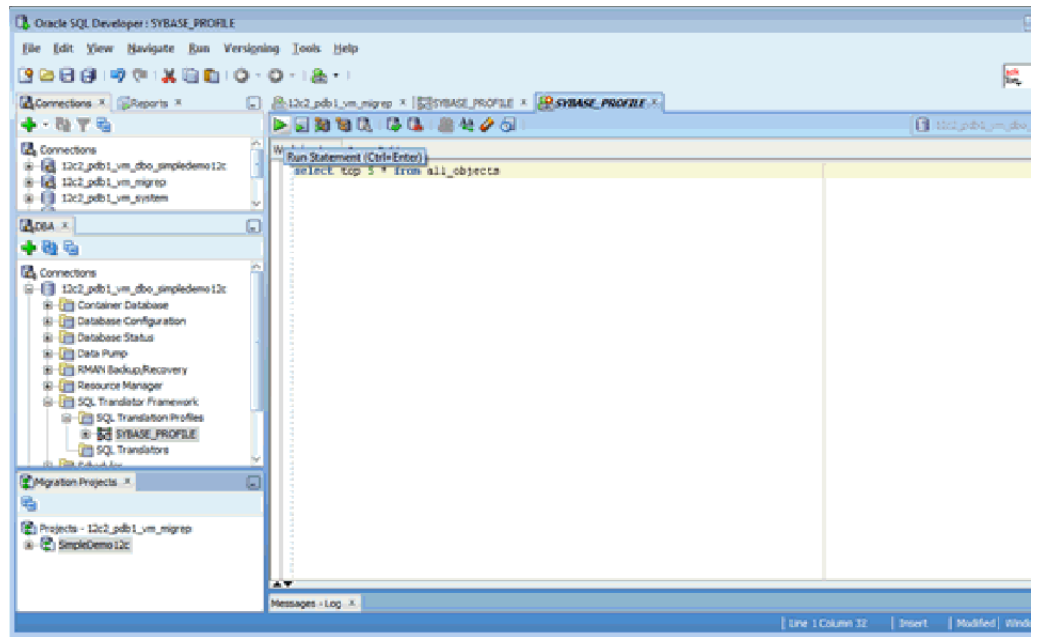 Oracle SQL Developer : SYBASE_PROFILE
File Edit View Navigate Run Versioning Tools Help
Connections
Reports
12c2_pdb1_vm_migrep
SYBASE_PROFILE
SYBASE_PROFILE
12c2_pdb1_vm_dbo_
Connections
12c2_pdb1_vm_dbo_simpledemo12c
12c2_pdb1_vm_migrep
12c2_pdb1_vm_system
Run Statement (Ctrl+Enter)
select top 5 * from all_objects
DBA
Connections
12c2_pdb1_vm_dbo_simpledemo12c
Container Database
Database Configuration
Database Status
Data Pump
RMAN Backup/Recovery
Resource Manager
SQL Translator Framework
SQL Translation Profiles
SYBASE_PROFILE
SQL Translators
Scheduler
Migration Projects
Projects - 12c2_pdb1_vm_migrep
SimpleDemo12c
Messages - Log
Line 1 Column 32 Insert Modified Windo